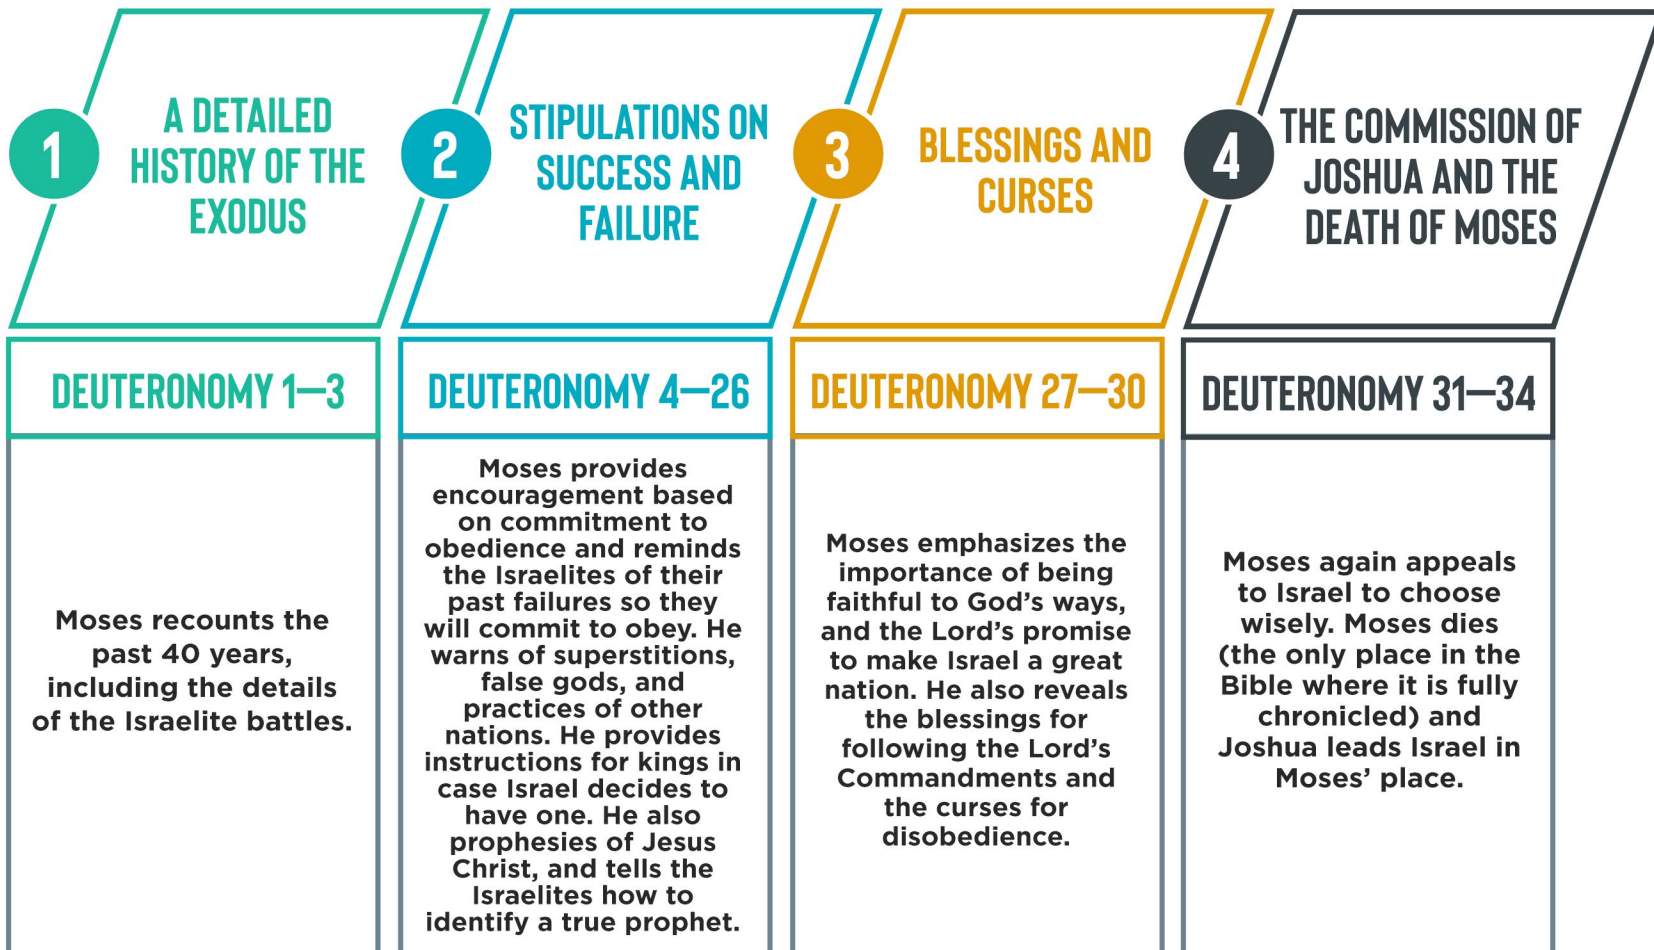 1
A DETAILED
HISTORY OF THE
EXODUS
2
STIPULATIONS ON
SUCCESS AND
FAILURE
3
BLESSINGS AND
CURSES
4
THE COMMISSION OF
JOSHUA AND THE
DEATH OF MOSES
DEUTERONOMY 1—3
Moses recounts the
past 40 years,
including the details
of the Israelite battles.
DEUTERONOMY 4—26
Moses provides
encouragement based
on commitment to
obedience and reminds
the Israelites of their
past failures so they
will commit to obey. He
warns of superstitions,
false gods, and
practices of other
nations. He provides
instructions for kings in
case Israel decides to
have one. He also
prophesies of Jesus
Christ, and tells the
Israelites how to
identify a true prophet.
DEUTERONOMY 27—30
Moses emphasizes the
importance of being
faithful to God’s ways,
and the Lord’s promise
to make Israel a great
nation. He also reveals
the blessings for
following the Lord’s
Commandments and
the curses for
disobedience.
DEUTERONOMY 31—34
Moses again appeals
to Israel to choose
wisely. Moses dies
(the only place in the
Bible where it is fully
chronicled) and
Joshua leads Israel in
Moses’ place.